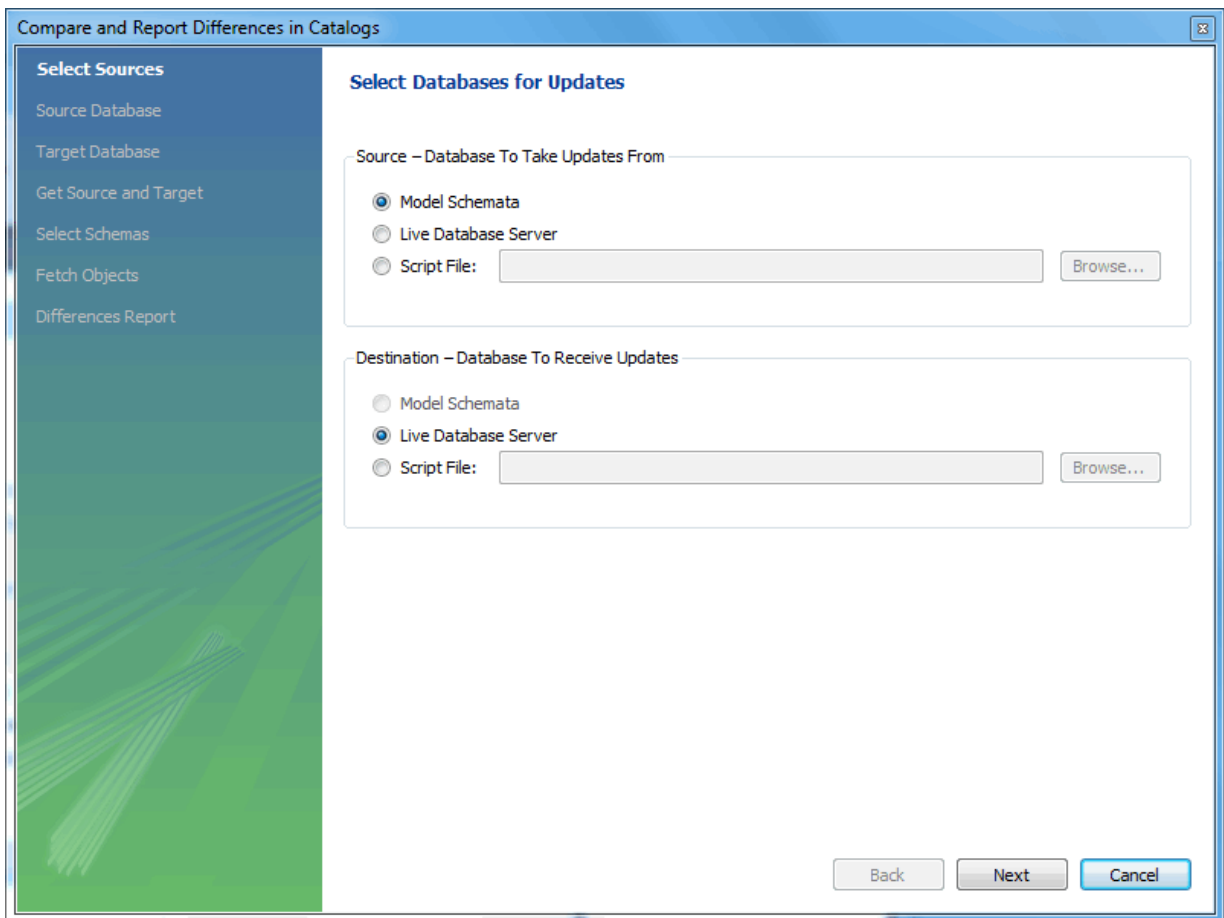 Compare and Report Differences in Catalogs
Select Sources
Source Database
Target Database
Get Source and Target
Select Schemas
Fetch Objects
Differences Report
Select Databases for Updates
Source – Database To Take Updates From
Model Schemata
Live Database Server
Script File: Browse...
Destination – Database To Receive Updates
Model Schemata
Live Database Server
Script File: Browse...
Back Next Cancel